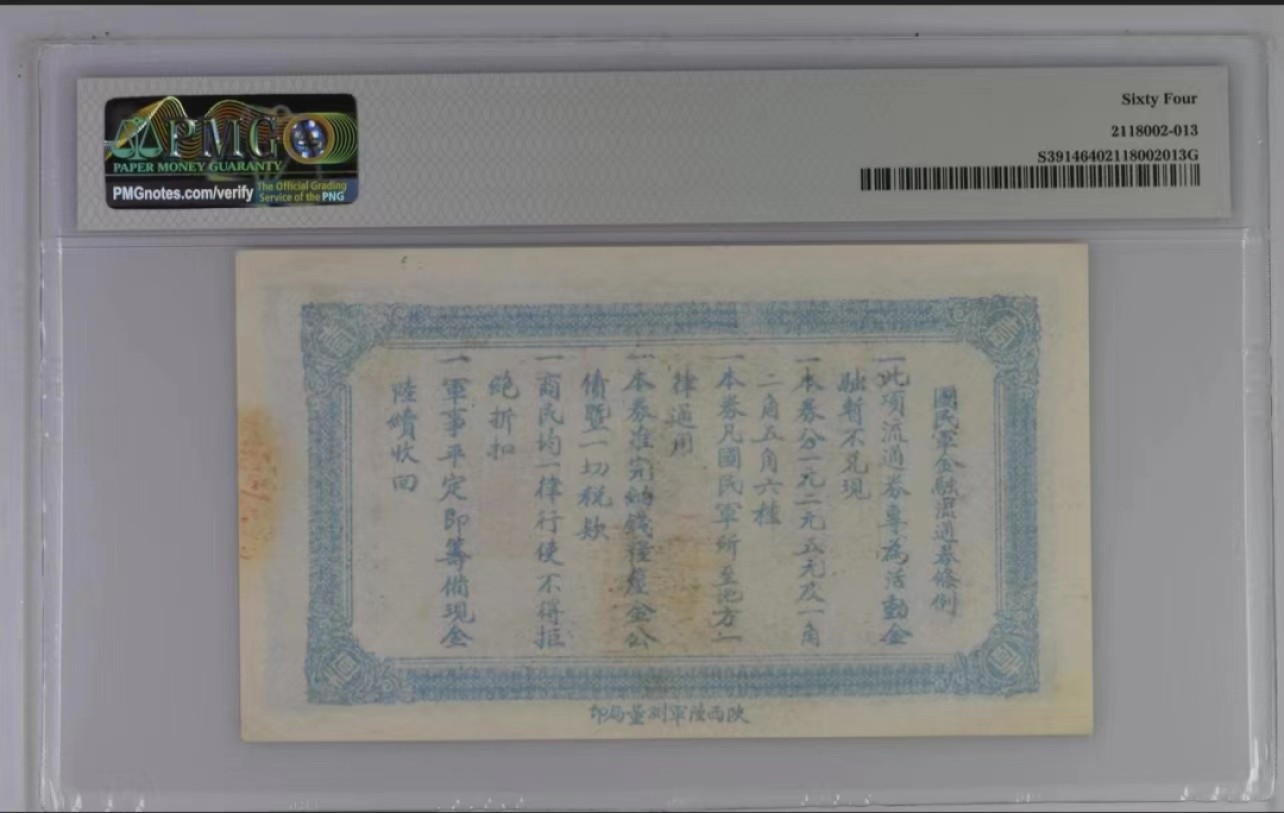 PMG
PAPER MONEY GUARANTY
PMGnotes.com/verify
The Official Grading
Service of the PNG
Sixty Four
2118002-013
S39146402118002013G
國民軍金融流通券條例
一此項流通券專為活動金
融暫不兌現
一本券分一元二元五元及一角
二角五角六種
一本券凡國民軍所至地方一
律通用
一本券准完納錢糧釐金公
債暨一切稅欵
一商民均一律行使不得拒
絕折扣
一軍事平定即籌備現金
陸續收回
壹
壹
圓
圓
陝西陸軍測量局印